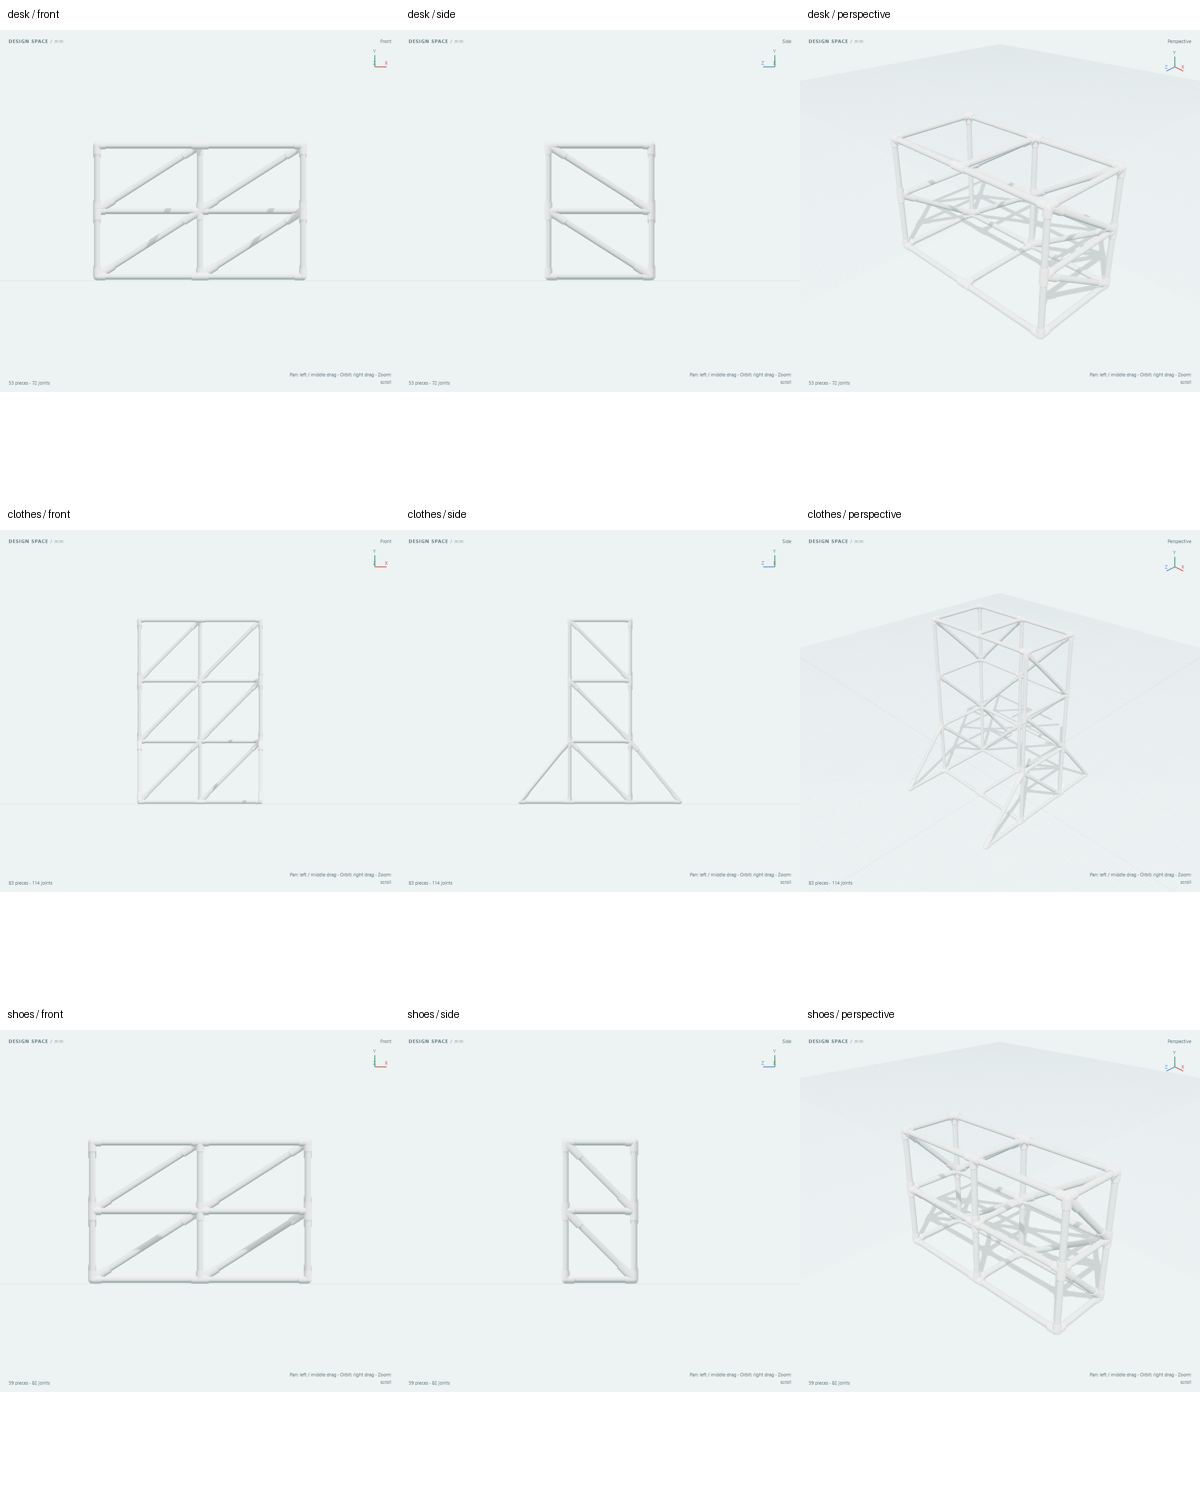 desk / front
desk / side
desk / perspective
DESIGN SPACE / mm
Front
DESIGN SPACE / mm
Side
DESIGN SPACE / mm
Perspective
Y
X
Y
Z
Y
Z
X
Pan: left / middle drag - Orbit: right drag - Zoom:
scroll
53 pieces - 72 joints
Pan: left / middle drag - Orbit: right drag - Zoom:
scroll
53 pieces - 72 joints
Pan: left / middle drag - Orbit: right drag - Zoom:
scroll
53 pieces - 72 joints
clothes / front
clothes / side
clothes / perspective
DESIGN SPACE / mm
Front
DESIGN SPACE / mm
Side
DESIGN SPACE / mm
Perspective
Y
X
Y
Z
Y
Z
X
Pan: left / middle drag - Orbit: right drag - Zoom:
scroll
83 pieces - 114 joints
Pan: left / middle drag - Orbit: right drag - Zoom:
scroll
83 pieces - 114 joints
Pan: left / middle drag - Orbit: right drag - Zoom:
scroll
83 pieces - 114 joints
shoes / front
shoes / side
shoes / perspective
DESIGN SPACE / mm
Front
DESIGN SPACE / mm
Side
DESIGN SPACE / mm
Perspective
Y
X
Y
Z
Y
Z
X
Pan: left / middle drag - Orbit: right drag - Zoom:
scroll
59 pieces - 82 joints
Pan: left / middle drag - Orbit: right drag - Zoom:
scroll
59 pieces - 82 joints
Pan: left / middle drag - Orbit: right drag - Zoom:
scroll
59 pieces - 82 joints